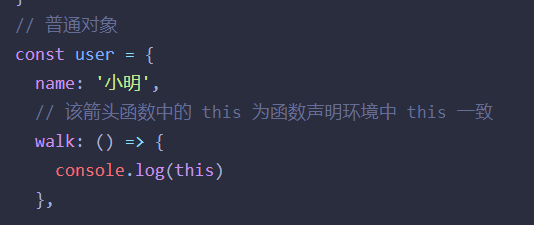 }
// 普通对象
const user = {
name: '小明',
// 该箭头函数中的 this 为函数声明环境中 this 一致
walk: () => {
console.log(this)
},